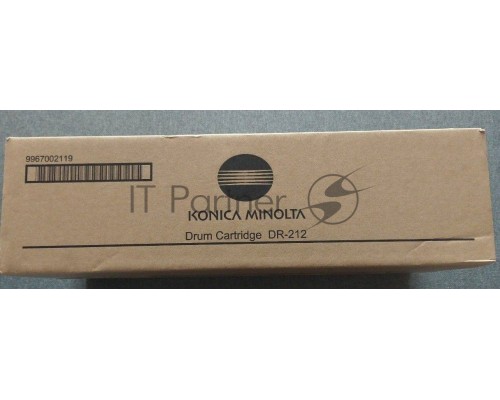 9967002119
IT Partner
KONICA MINOLTA
Drum Cartridge DR-212